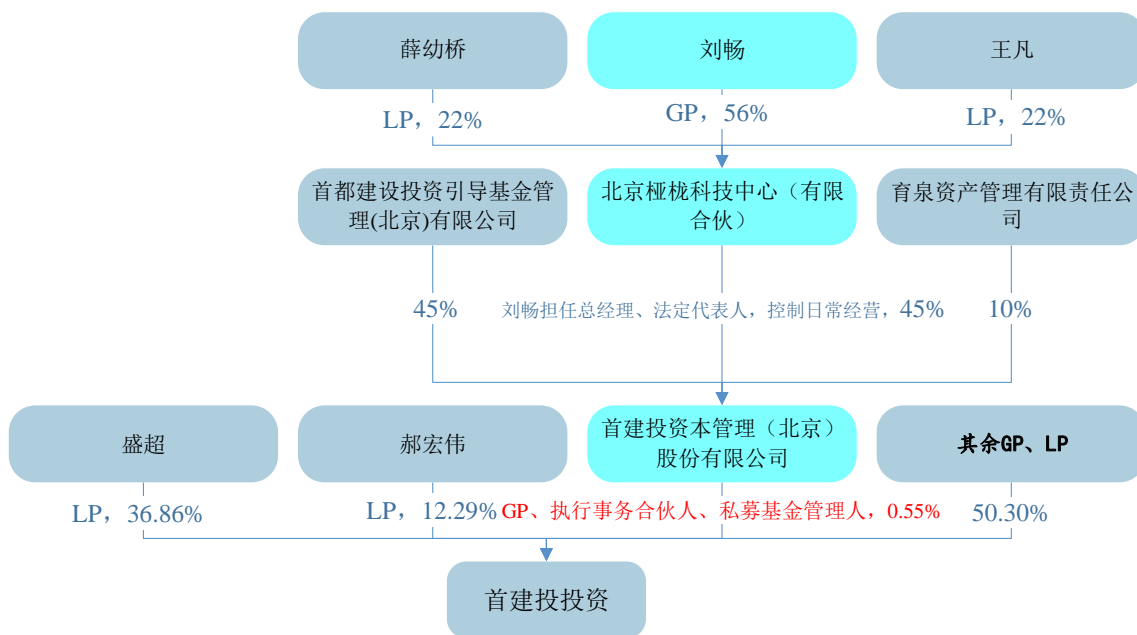 薛幼桥
刘畅
王凡
LP，22%
GP，56%
LP，22%
首都建设投资引导基金管
理(北京)有限公司
北京桠栊科技中心（有限
合伙）
育泉资产管理有限责任公
司
45%
刘畅担任总经理、法定代表人，控制日常经营，45%
10%
盛超
郝宏伟
首建投资本管理（北京）
股份有限公司
其余GP、LP
LP，36.86%
LP，12.29%
GP、执行事务合伙人、私募基金管理人，0.55%
50.30%
首建投投资